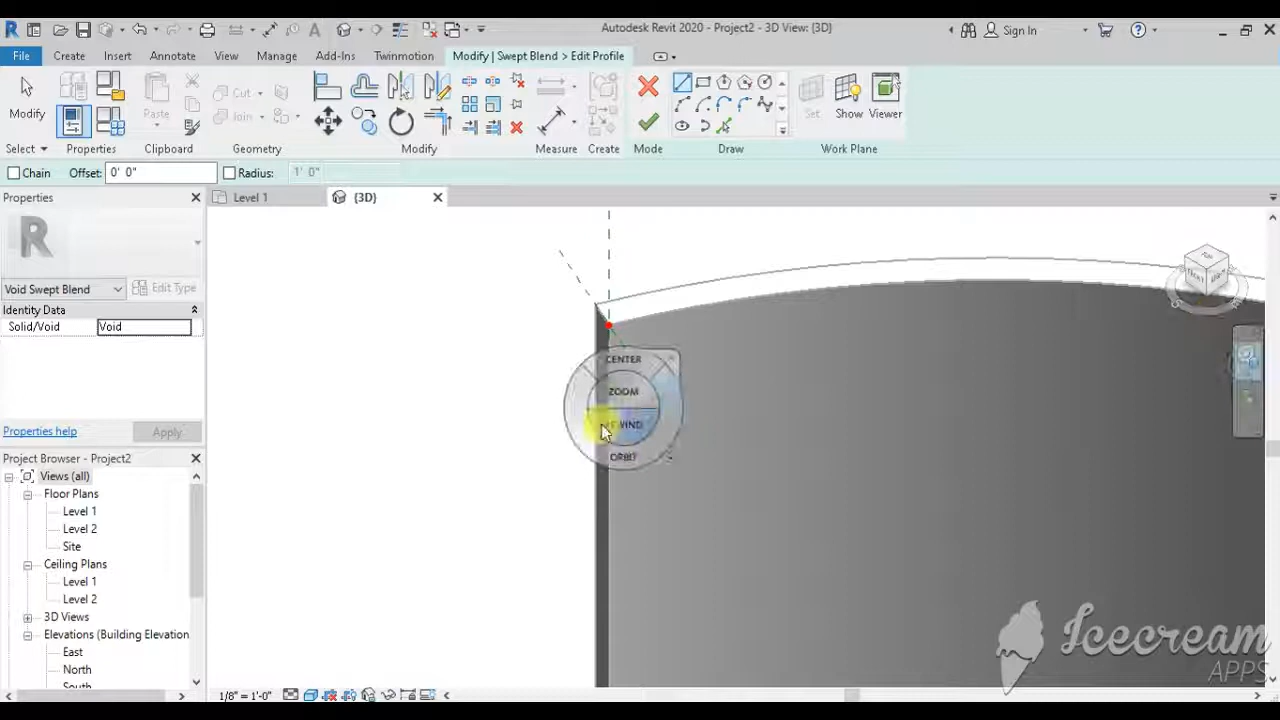 Autodesk Revit 2020 - Project2 - 3D View: {3D}
Sign In
File Create Insert Annotate View Manage Add-Ins Twinmotion Modify | Swept Blend > Edit Profile
Modify
Paste
Cut
Join
Set Show Viewer
Select Properties Clipboard Geometry Modify Measure Create Mode Draw Work Plane
Chain Offset: 0' 0" Radius: 1' 0"
Properties
Level 1
{3D}
Void Swept Blend
Edit Type
Identity Data
Solid/Void Void
Properties help
Apply
Project Browser - Project2
Views (all)
Floor Plans
Level 1
Level 2
Site
Ceiling Plans
Level 1
Level 2
3D Views
Elevations (Building Elevation
East
North
South
CENTER
ZOOM
ORBIT
TOP
1/8" = 1'-0"
Icecream
APPS